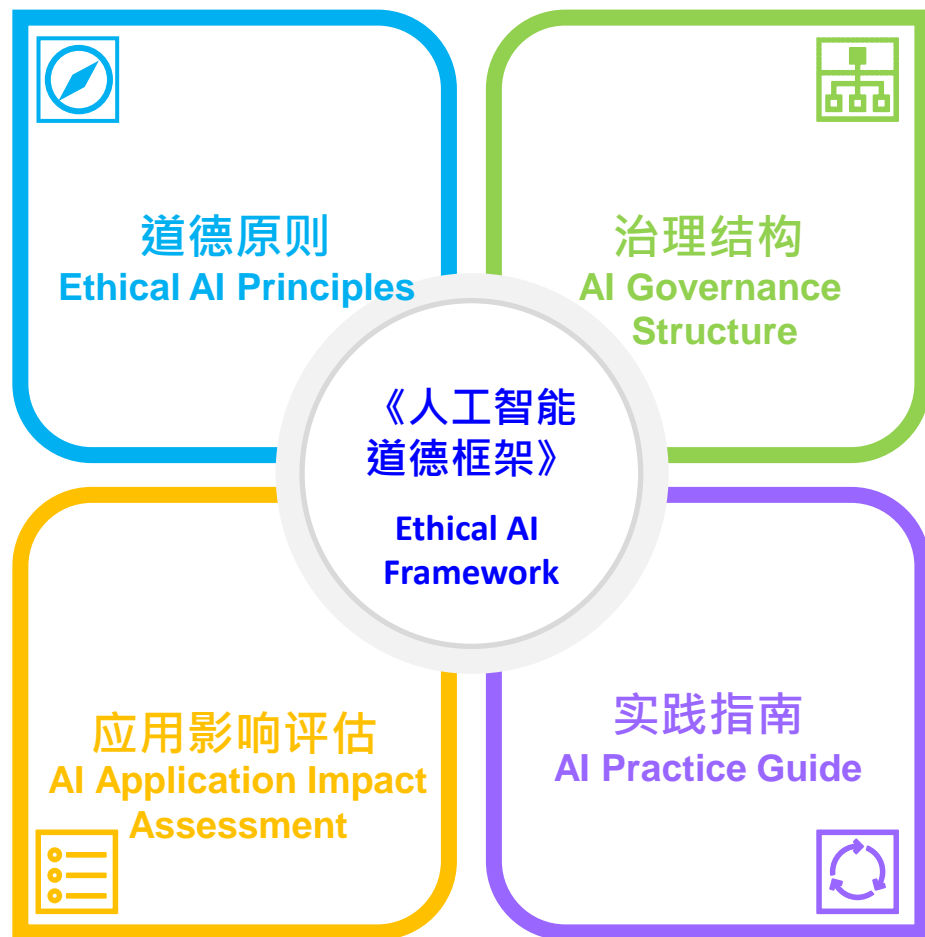 道德原则
Ethical AI Principles
治理结构
AI Governance
Structure
《人工智能
道德框架》
Ethical AI
Framework
应用影响评估
AI Application Impact
Assessment
实践指南
AI Practice Guide